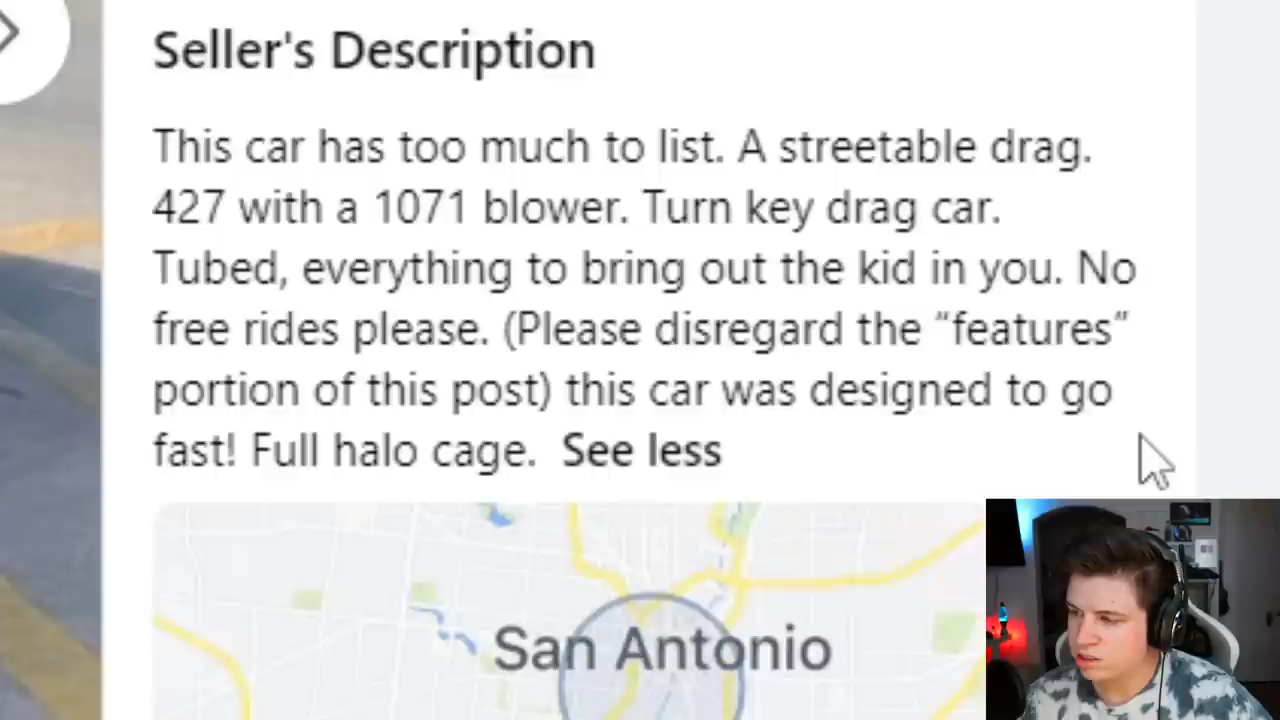 Seller's Description
This car has too much to list. A streetable drag.
427 with a 1071 blower. Turn key drag car.
Tubed, everything to bring out the kid in you. No
free rides please. (Please disregard the “features”
portion of this post) this car was designed to go
fast! Full halo cage. See less
San Antonio